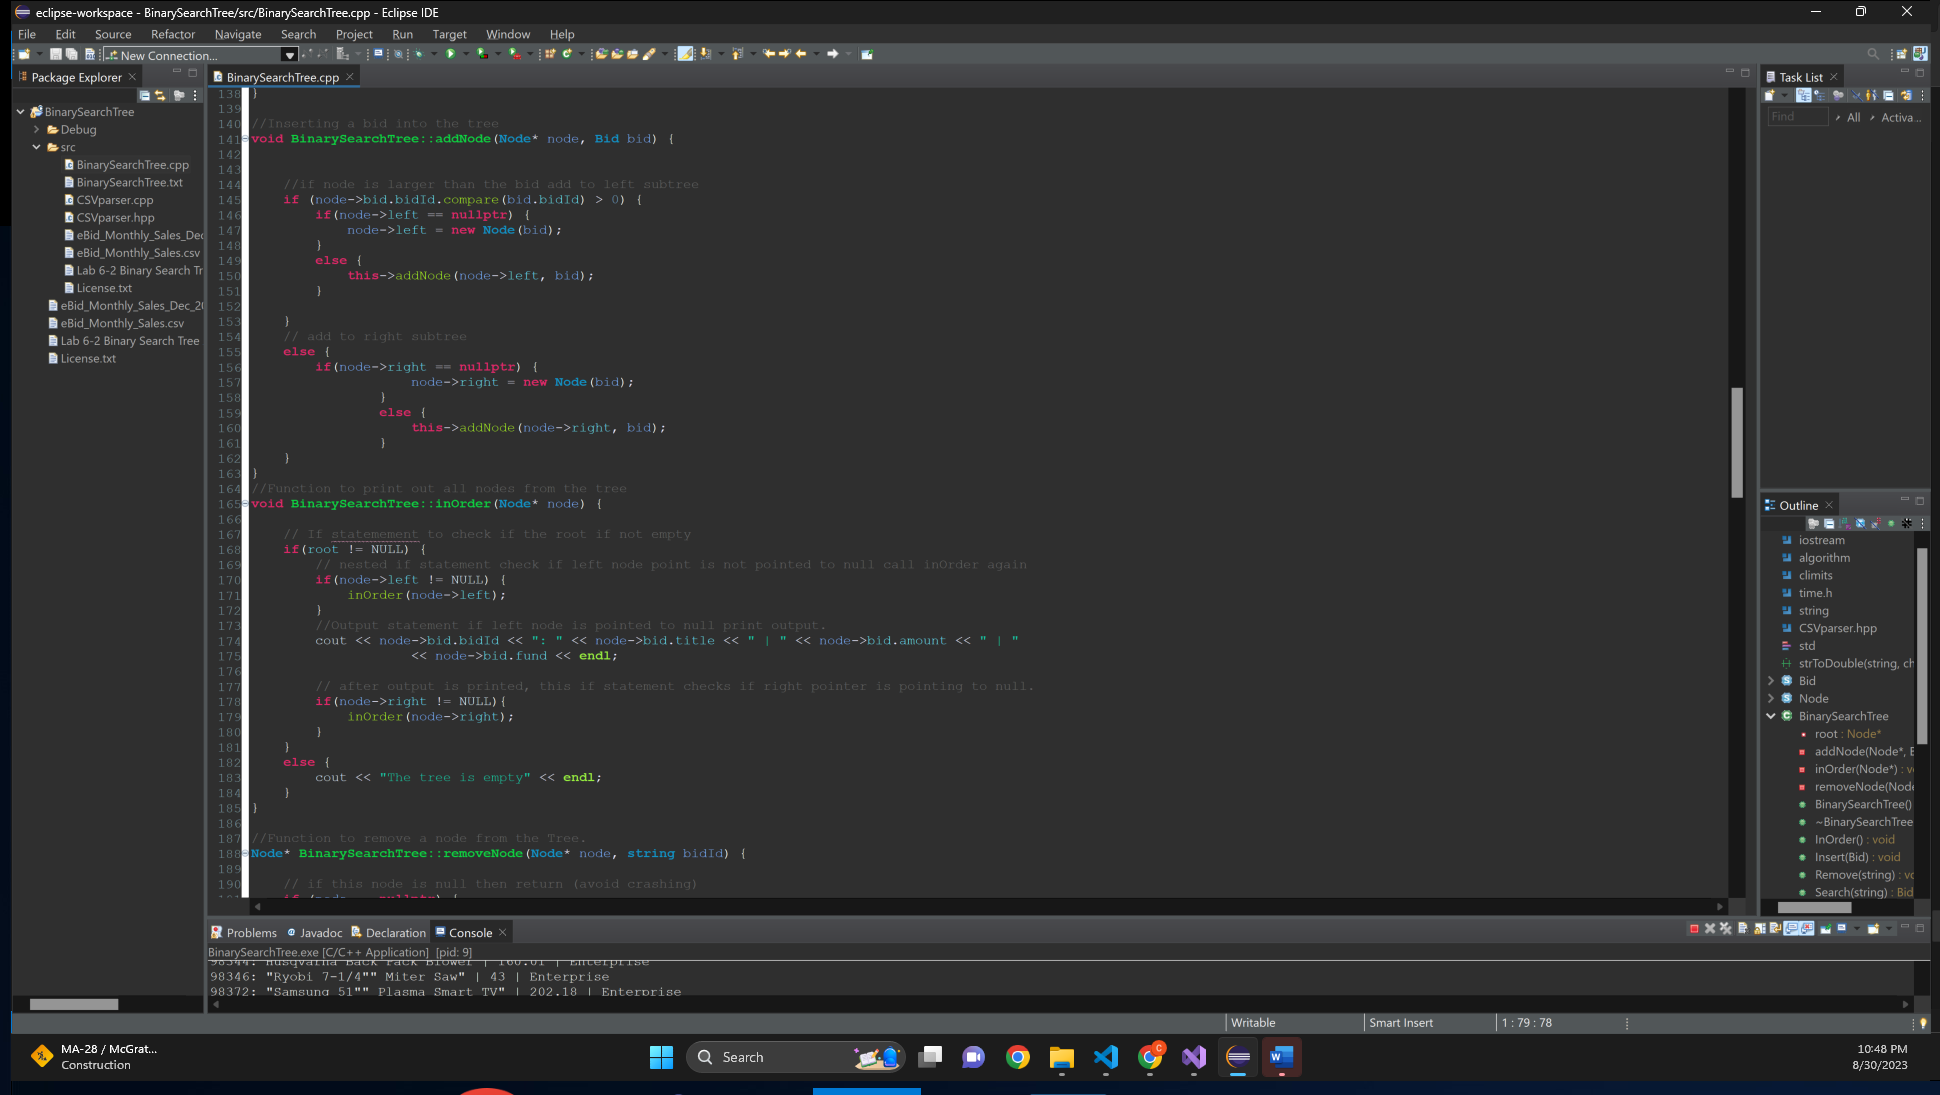 eclipse-workspace - BinarySearchTree/src/BinarySearchTree.cpp - Eclipse IDE
File Edit Source Refactor Navigate Search Project Run Target Window Help
New Connection...
Package Explorer
BinarySearchTree
Debug
src
BinarySearchTree.cpp
BinarySearchTree.txt
CSVparser.cpp
CSVparser.hpp
eBid_Monthly_Sales_Dec
eBid_Monthly_Sales.csv
Lab 6-2 Binary Search Tr
License.txt
eBid_Monthly_Sales_Dec_20
eBid_Monthly_Sales.csv
Lab 6-2 Binary Search Tree
License.txt
BinarySearchTree.cpp
138 }
139
140 //Inserting a bid into the tree
141 void BinarySearchTree::addNode(Node* node, Bid bid) {
142
143
144 //if node is larger than the bid add to left subtree
145 if (node->bid.bidId.compare(bid.bidId) > 0) {
146 if(node->left == nullptr) {
147 node->left = new Node(bid);
148 }
149 else {
150 this->addNode(node->left, bid);
151 }
152
153 }
154 // add to right subtree
155 else {
156 if(node->right == nullptr) {
157 node->right = new Node(bid);
158 }
159 else {
160 this->addNode(node->right, bid);
161 }
162 }
163 }
164 //Function to print out all nodes from the tree
165 void BinarySearchTree::inOrder(Node* node) {
166
167 // If statemement to check if the root if not empty
168 if(root != NULL) {
169 // nested if statement check if left node point is not pointed to null call inOrder again
170 if(node->left != NULL) {
171 inOrder(node->left);
172 }
173 //Output statement if left node is pointed to null print output.
174 cout << node->bid.bidId << ": " << node->bid.title << " | " << node->bid.amount << " | "
175 << node->bid.fund << endl;
176
177 // after output is printed, this if statement checks if right pointer is pointing to null.
178 if(node->right != NULL){
179 inOrder(node->right);
180 }
181 }
182 else {
183 cout << "The tree is empty" << endl;
184 }
185 }
186
187 //Function to remove a node from the Tree.
188 Node* BinarySearchTree::removeNode(Node* node, string bidId) {
189
190 // if this node is null then return (avoid crashing)
Task List
Find All Activa...
Outline
iostream
algorithm
climits
time.h
string
CSVparser.hpp
std
strToDouble(string, ch
Bid
Node
BinarySearchTree
root : Node*
addNode(Node*, B
inOrder(Node*) : v
removeNode(Node
BinarySearchTree()
~BinarySearchTree
InOrder() : void
Insert(Bid) : void
Remove(string) : vo
Search(string) : Bid
Problems Javadoc Declaration Console
BinarySearchTree.exe [C/C++ Application] [pid: 9]
98344: Husqvarna Back Pack Blower | 160.01 | Enterprise
98346: "Ryobi 7-1/4"" Miter Saw" | 43 | Enterprise
98372: "Samsung 51"" Plasma Smart TV" | 202.18 | Enterprise
Writable Smart Insert 1 : 79 : 78
MA-28 / McGrat...
Construction
Search
10:48 PM
8/30/2023